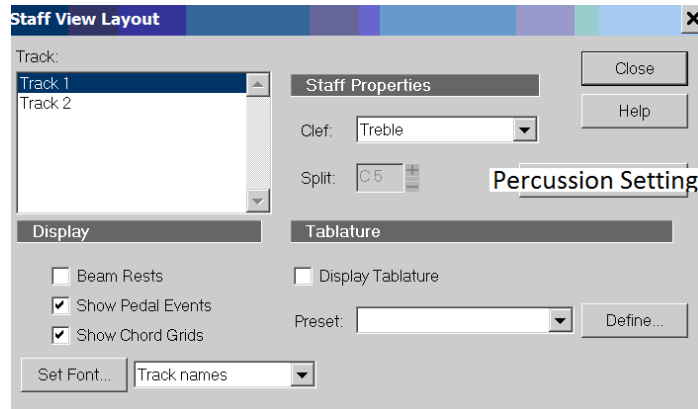 Staff View Layout
Track:
Track 1
Track 2
Staff Properties
Close
Help
Clef:
Treble
Split:
C 5
Percussion Setting
Display
Tablature
Beam Rests
Show Pedal Events
Show Chord Grids
Display Tablature
Preset:
Define...
Set Font...
Track names